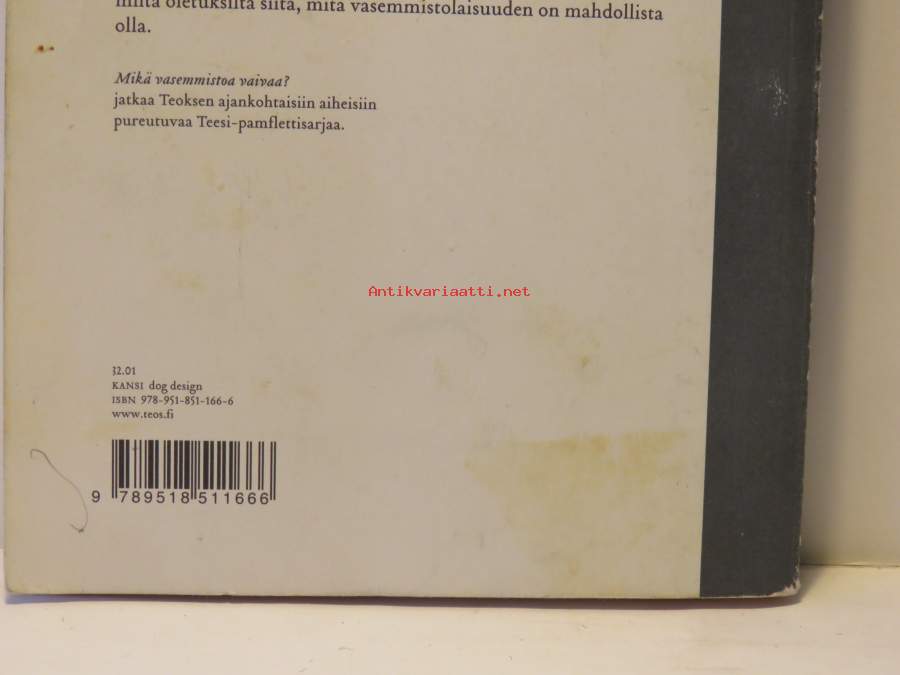 oletuksilta siitä, mitä vasemmistolaisuuden on mahdollista
olla.
Mikä vasemmistoa vaivaa?
jatkaa Teoksen ajankohtaisiin aiheisiin
pureutuvaa Teesi-pamflettisarjaa.
Antikvariaatti.net
32.01
KANSI dog design
ISBN 978-951-851-166-6
www.teos.fi
9 789518 511666